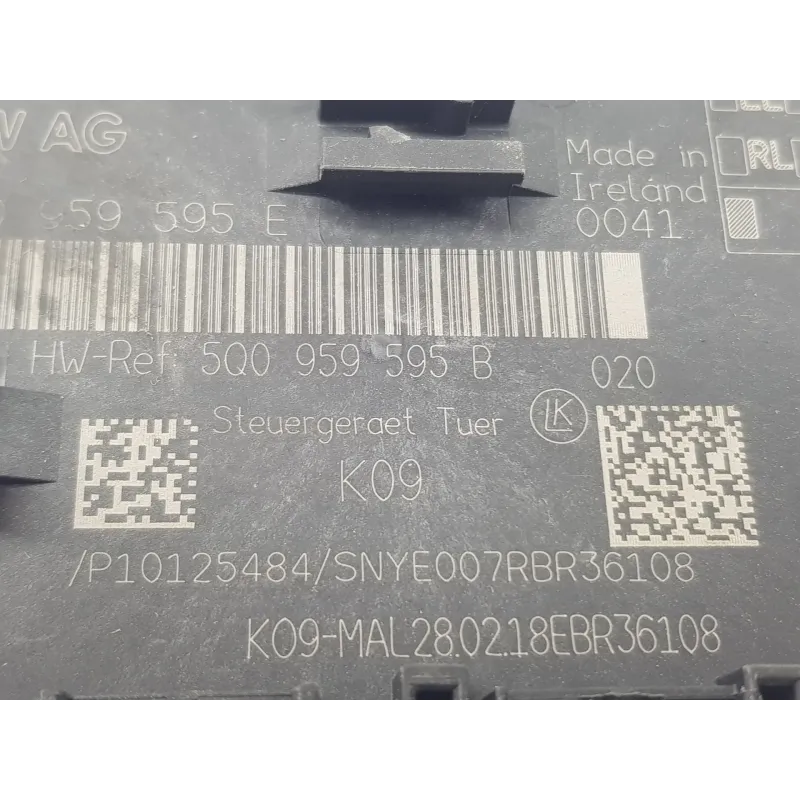 AG
959 595 E
Made in
Ireland
0041
RL
HW-Ref: 5Q0 959 595 B 020
Steuergeraet Tuer LK
K09
/P10125484/SNYE007RBR36108
K09-MAL28.02.18EBR36108